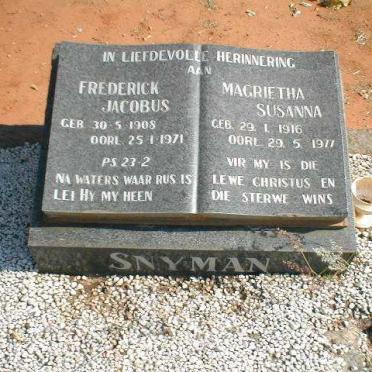 IN LIEFDEVOLLE HERINNERING
AAN
FREDERICK
JACOBUS
GEB. 30-5-1908
OORL. 25-1-1971
PS 23-2
NA WATERS WAAR RUS IS
LEI HY MY HEEN
MAGRIETHA
SUSANNA
GEB. 29.1.1916
OORL. 29.5.1977
VIR MY IS DIE
LEWE CHRISTUS EN
DIE STERWE WINS
SNYMAN